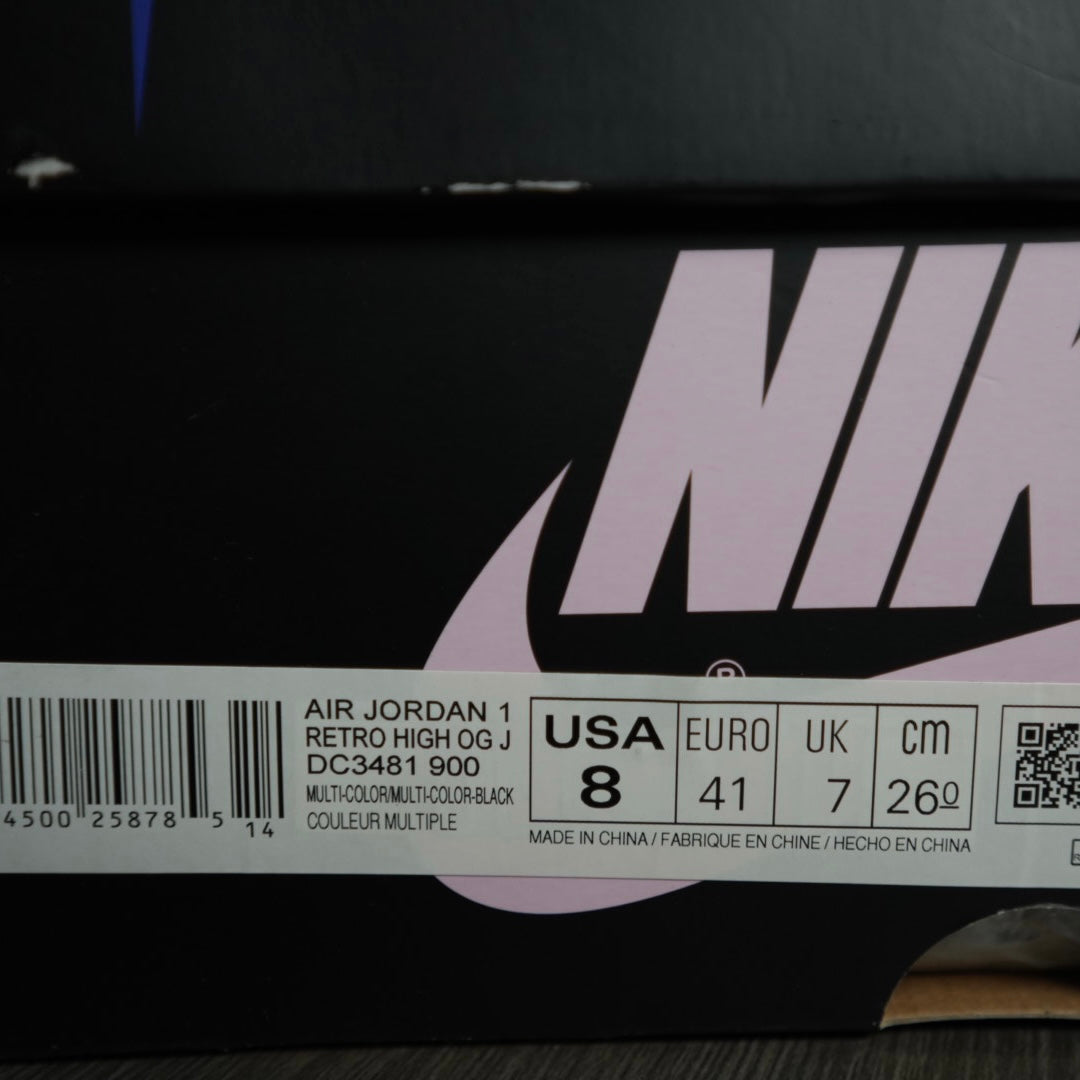 NIK
®
AIR JORDAN 1
RETRO HIGH OG J
DC3481 900
MULTI-COLOR/MULTI-COLOR-BLACK
COULEUR MULTIPLE
4500 25878 5 14
USA EURO UK cm
8 41 7 26.0
MADE IN CHINA / FABRIQUE EN CHINE / HECHO EN CHINA